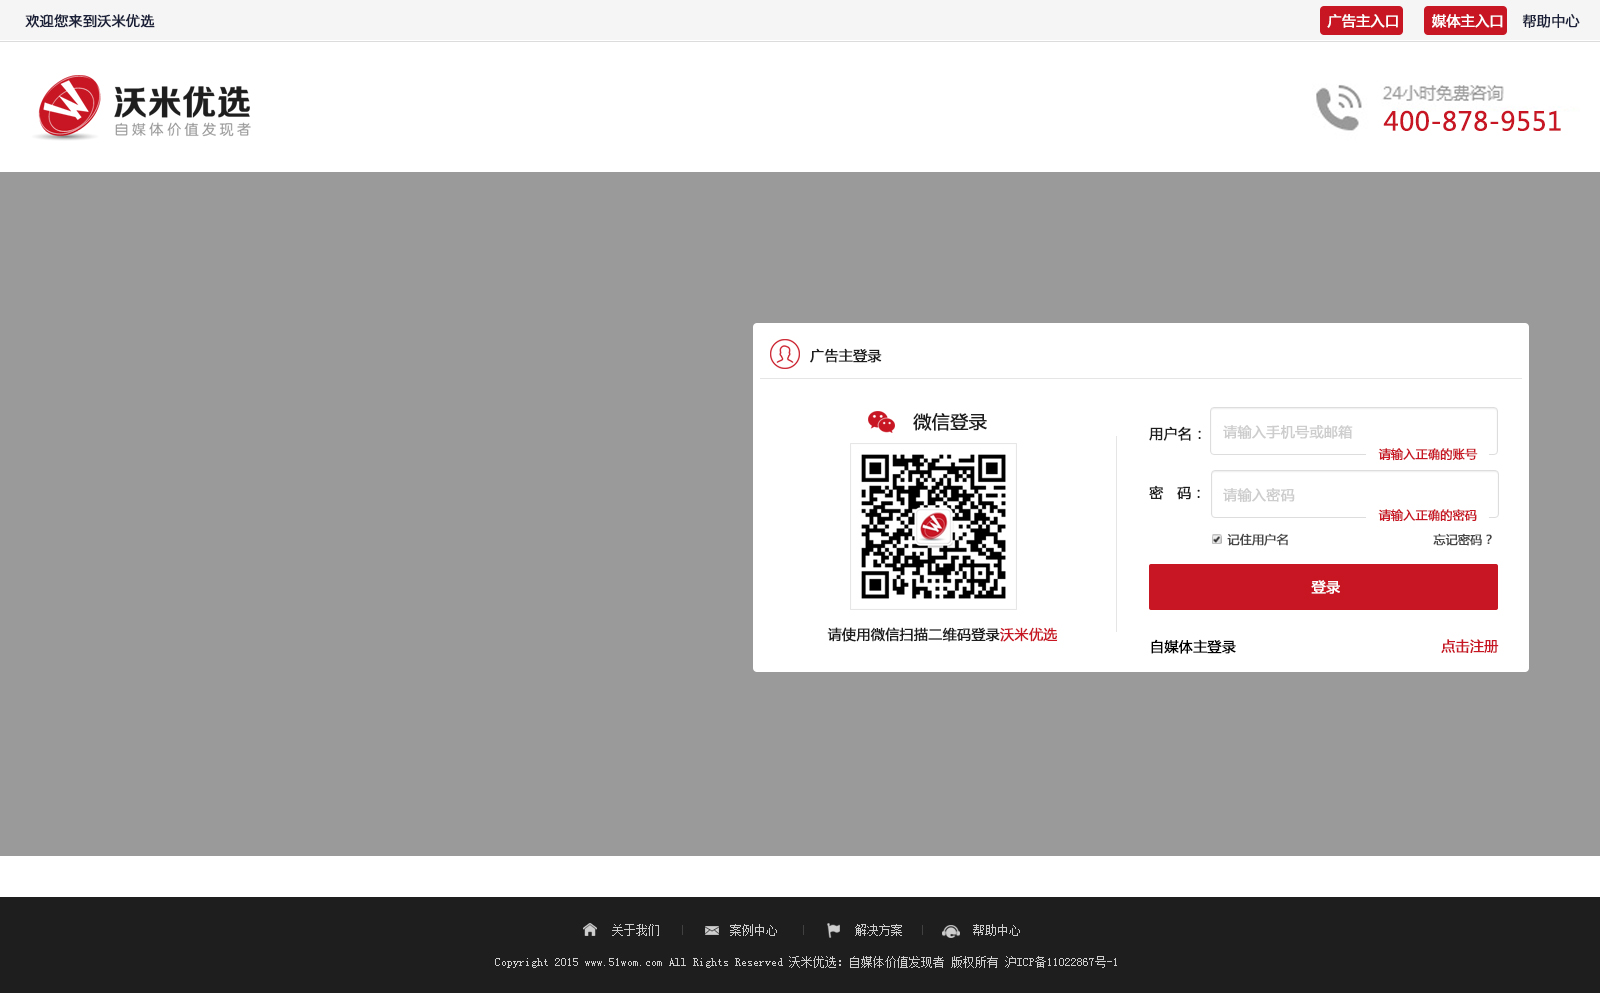 欢迎您来到沃米优选
广告主入口 媒体主入口 帮助中心
沃米优选
自媒体价值发现者
24小时免费咨询
400-878-9551
广告主登录
微信登录
请使用微信扫描二维码登录沃米优选
用户名：
请输入手机号或邮箱
请输入正确的账号
密 码：
请输入密码
请输入正确的密码
记住用户名 忘记密码？
登录
自媒体主登录 点击注册
关于我们 案例中心 解决方案 帮助中心
Copyright 2015 www.51wom.com All Rights Reserved 沃米优选：自媒体价值发现者 版权所有 沪ICP备11022867号-1